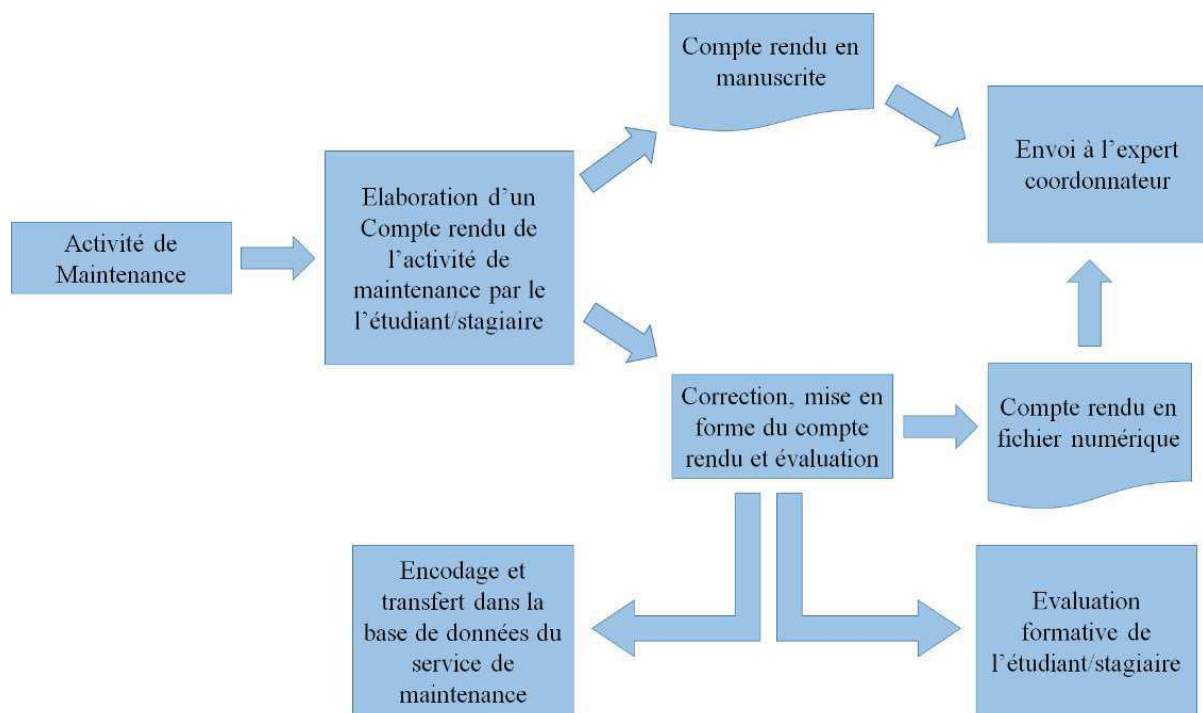 Activité de
Maintenance
Elaboration d’un
Compte rendu de
l’activité de
maintenance par le
l’étudiant/stagiaire
Compte rendu en
manuscrite
Envoi à l’expert
coordonnateur
Correction, mise en
forme du compte
rendu et évaluation
Compte rendu en
fichier numérique
Encodage et
transfert dans la
base de données du
service de
maintenance
Evaluation
formative de
l’étudiant/stagiaire